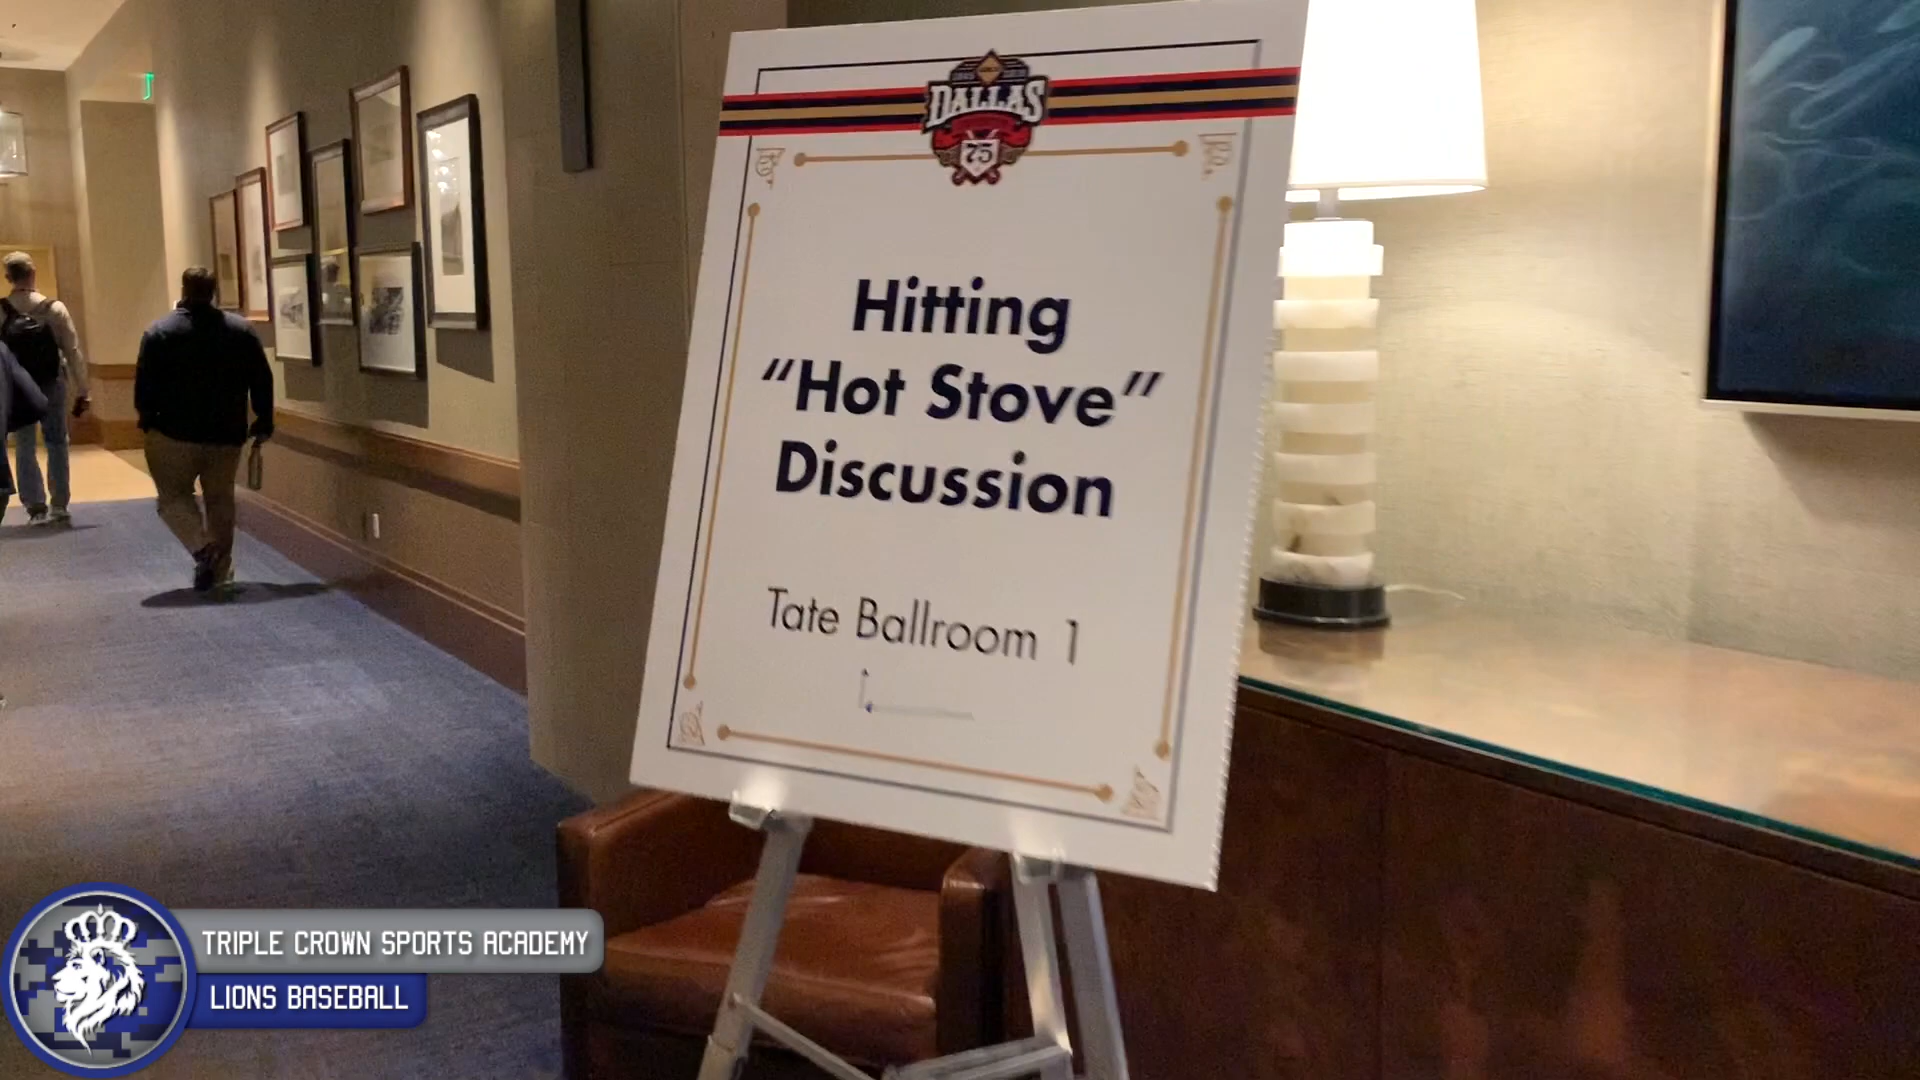 DALLAS
75
Hitting
“Hot Stove”
Discussion
Tate Ballroom 1
TRIPLE CROWN SPORTS ACADEMY
LIONS BASEBALL